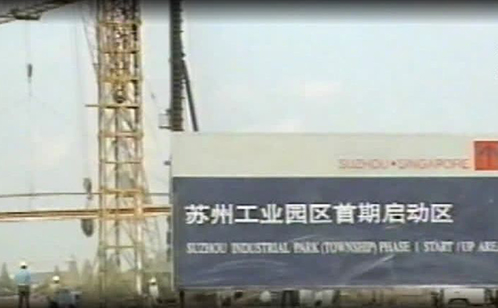 SUZHOU•SINGAPORE
苏州工业园区首期启动区
SUZHOU INDUSTRIAL PARK (TOWNSHIP) PHASE 1 START /UP AREA